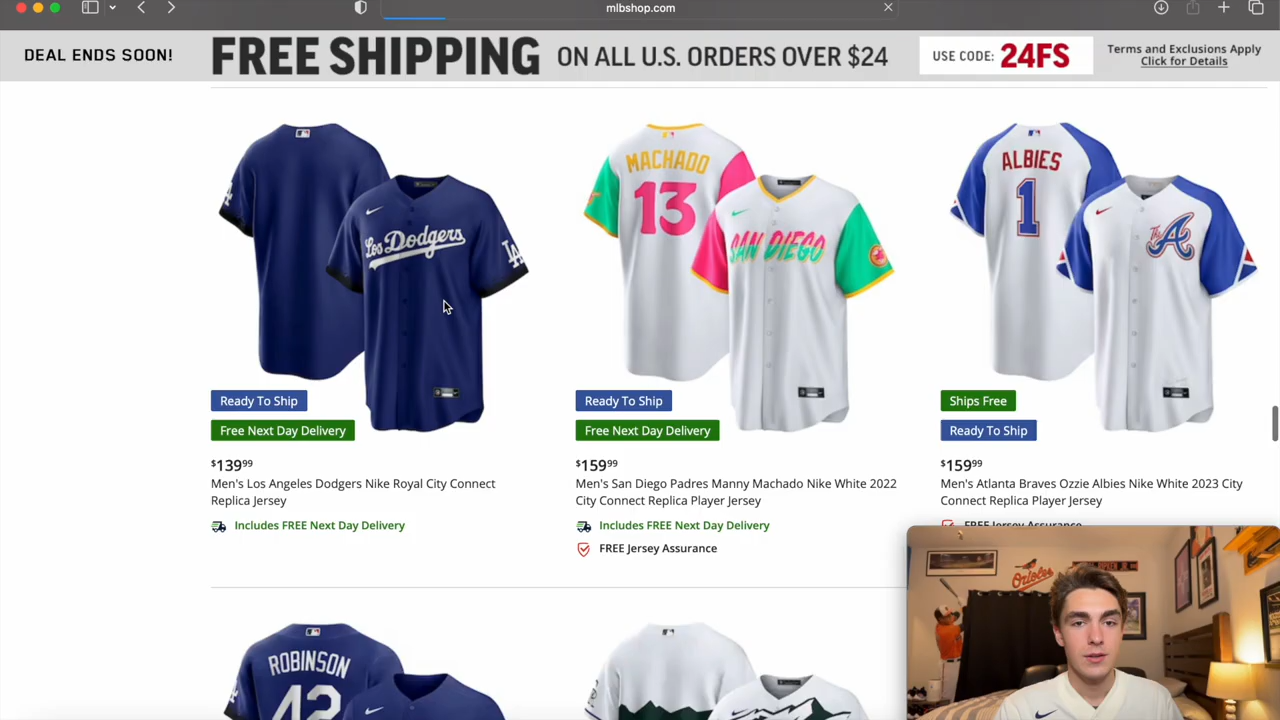 mlbshop.com
DEAL ENDS SOON!
FREE SHIPPING
ON ALL U.S. ORDERS OVER $24
USE CODE: 24FS
Terms and Exclusions Apply
Click for Details
Los Dodgers
LA
MACHADO
13
SAN DIEGO
ALBIES
1
The A
Ready To Ship
Free Next Day Delivery
Ready To Ship
Free Next Day Delivery
Ships Free
Ready To Ship
$139.99
Men's Los Angeles Dodgers Nike Royal City Connect
Replica Jersey
Includes FREE Next Day Delivery
$159.99
Men's San Diego Padres Manny Machado Nike White 2022
City Connect Replica Player Jersey
Includes FREE Next Day Delivery
FREE Jersey Assurance
$159.99
Men's Atlanta Braves Ozzie Albies Nike White 2023 City
Connect Replica Player Jersey
FREE Jersey Assurance
ROBINSON
42
Orioles